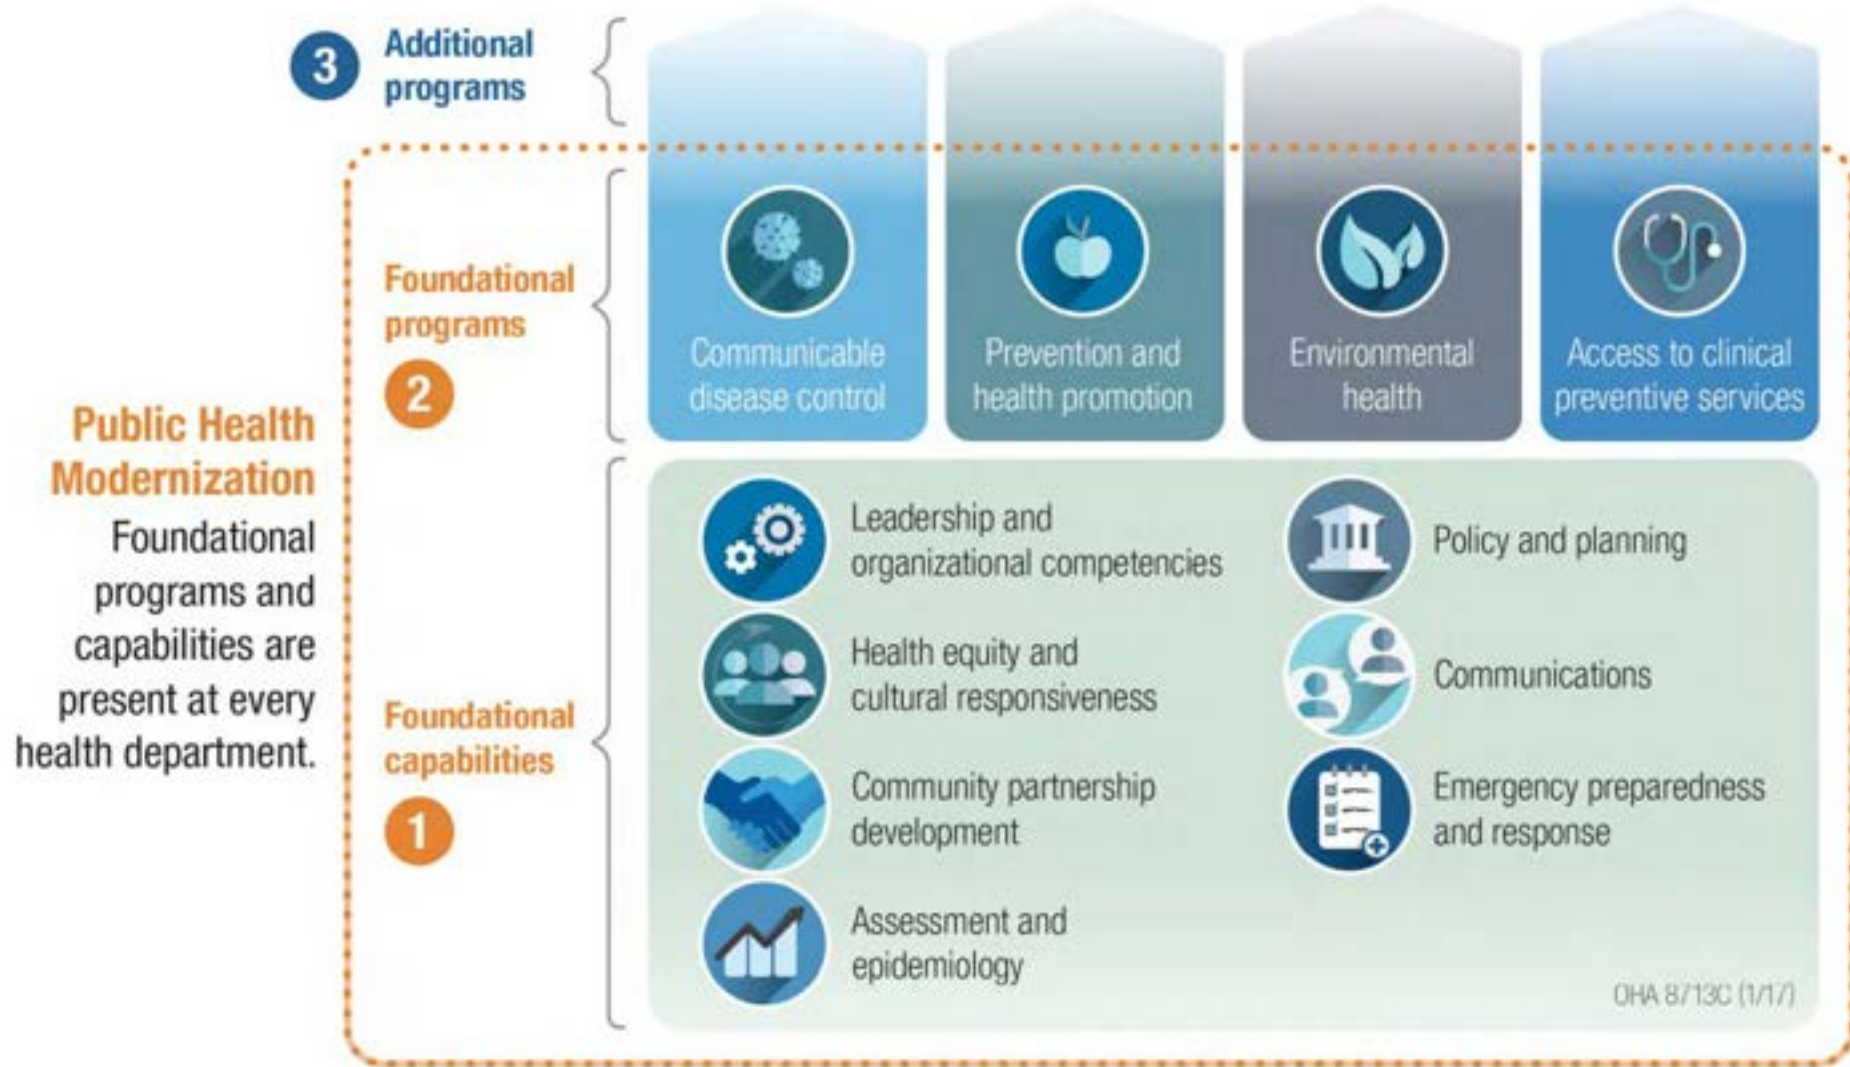 3
Additional
programs
Foundational
programs
2
Communicable
disease control
Prevention and
health promotion
Environmental
health
Access to clinical
preventive services
Public Health
Modernization
Foundational
programs and
capabilities are
present at every
health department.
Foundational
capabilities
1
Leadership and
organizational competencies
Health equity and
cultural responsiveness
Community partnership
development
Assessment and
epidemiology
Policy and planning
Communications
Emergency preparedness
and response
OHA 8713C (1/17)